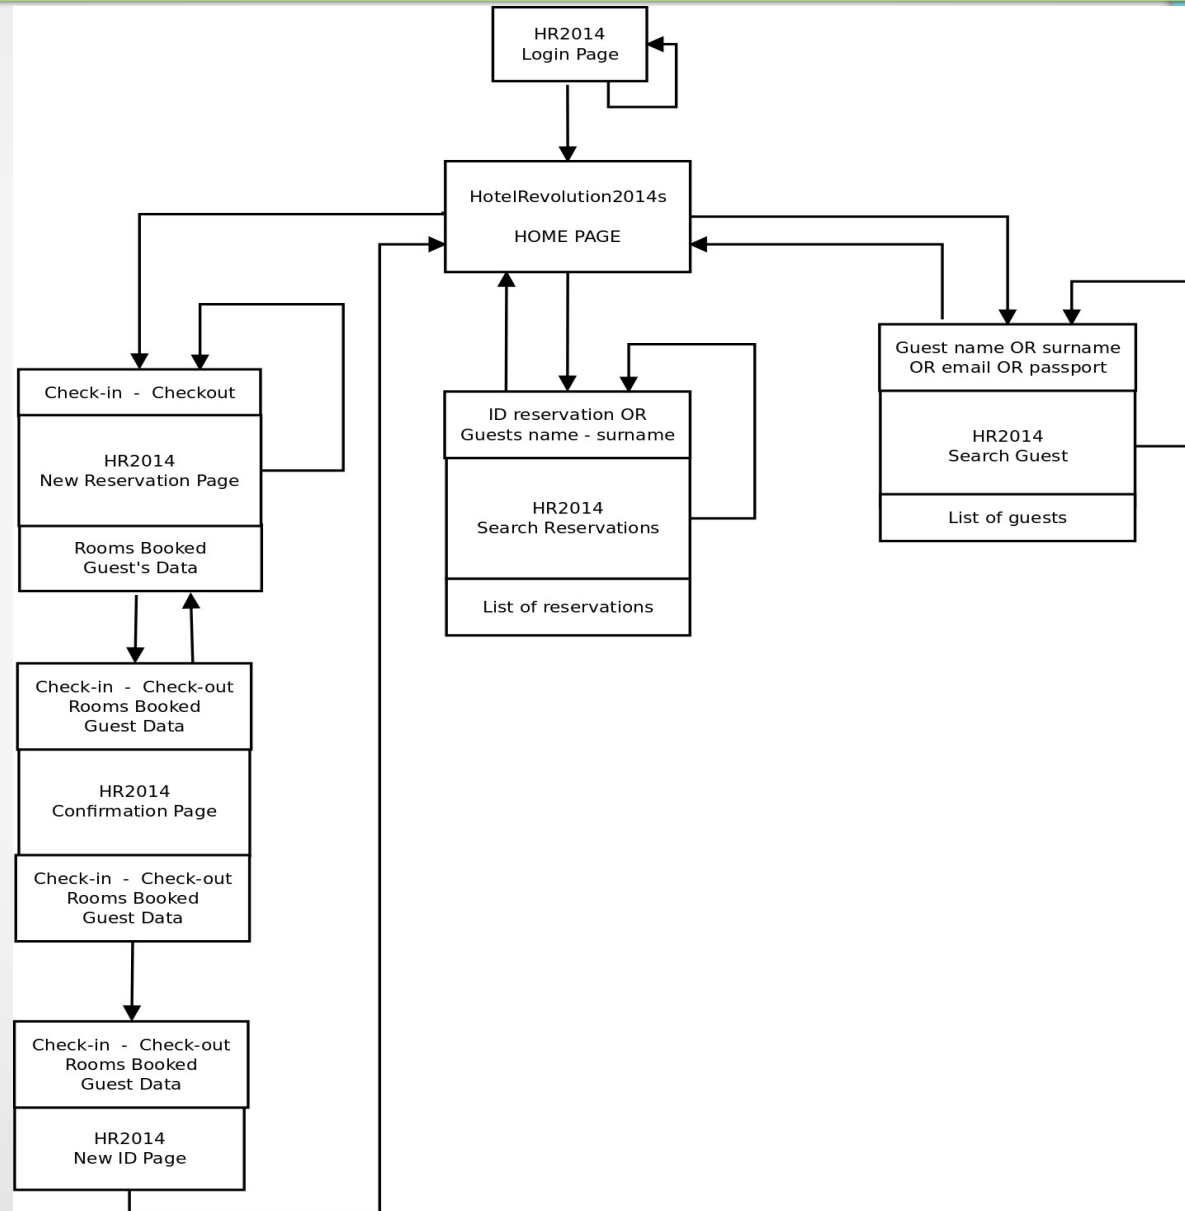 HR2014
Login Page
HotelRevolution2014s
HOME PAGE
Check-in - Checkout
HR2014
New Reservation Page
Rooms Booked
Guest's Data
Check-in - Check-out
Rooms Booked
Guest Data
HR2014
Confirmation Page
Check-in - Check-out
Rooms Booked
Guest Data
Check-in - Check-out
Rooms Booked
Guest Data
HR2014
New ID Page
ID reservation OR
Guests name - surname
HR2014
Search Reservations
List of reservations
Guest name OR surname
OR email OR passport
HR2014
Search Guest
List of guests